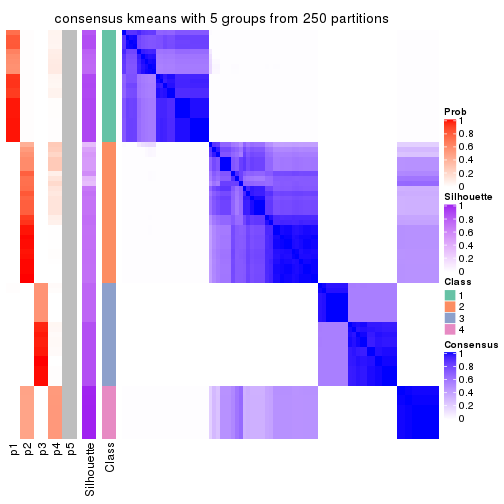 consensus kmeans with 5 groups from 250 partitions
Prob
1
0.8
0.6
0.4
0.2
0
Silhouette
1
0.8
0.6
0.4
0.2
0
Class
1
2
3
4
Consensus
1
0.8
0.6
0.4
0.2
0
p1
p2
p3
p4
p5
Silhouette
Class